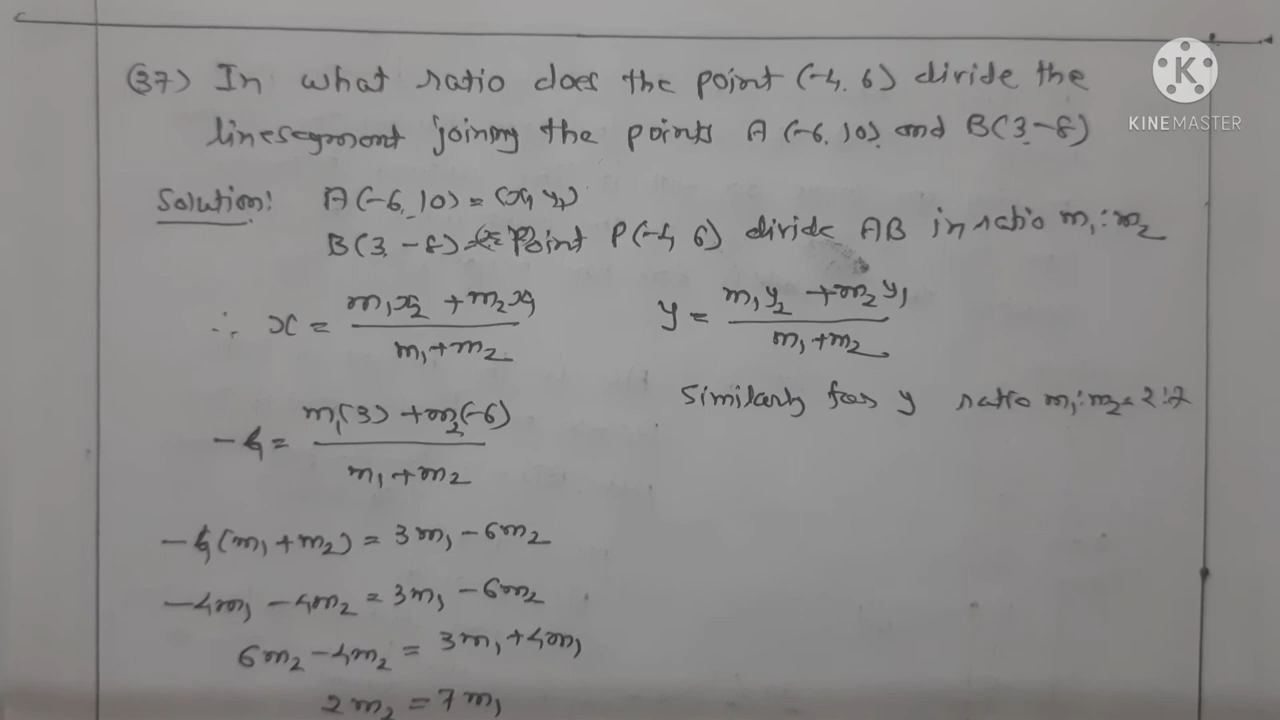 (37) In what ratio does the point (-4, 6) divide the
linesegment joining the points A (-6, 10) and B(3, -8)
KINEMASTER
Solution: A(-6, 10) = (x1 y1)
B(3, -8) = Point P(-4, 6) divide AB in ratio m1:m2
∴ x = m1x2 + m2x1 / m1+m2 y = m1y2 + m2y1 / m1+m2
Similarly for y ratio m1:m2 = 2:7
-4 = m1(3) + m2(-6) / m1+m2
-4(m1+m2) = 3m1 - 6m2
-4m1 - 4m2 = 3m1 - 6m2
6m2 - 4m2 = 3m1 + 4m1
2m2 = 7m1